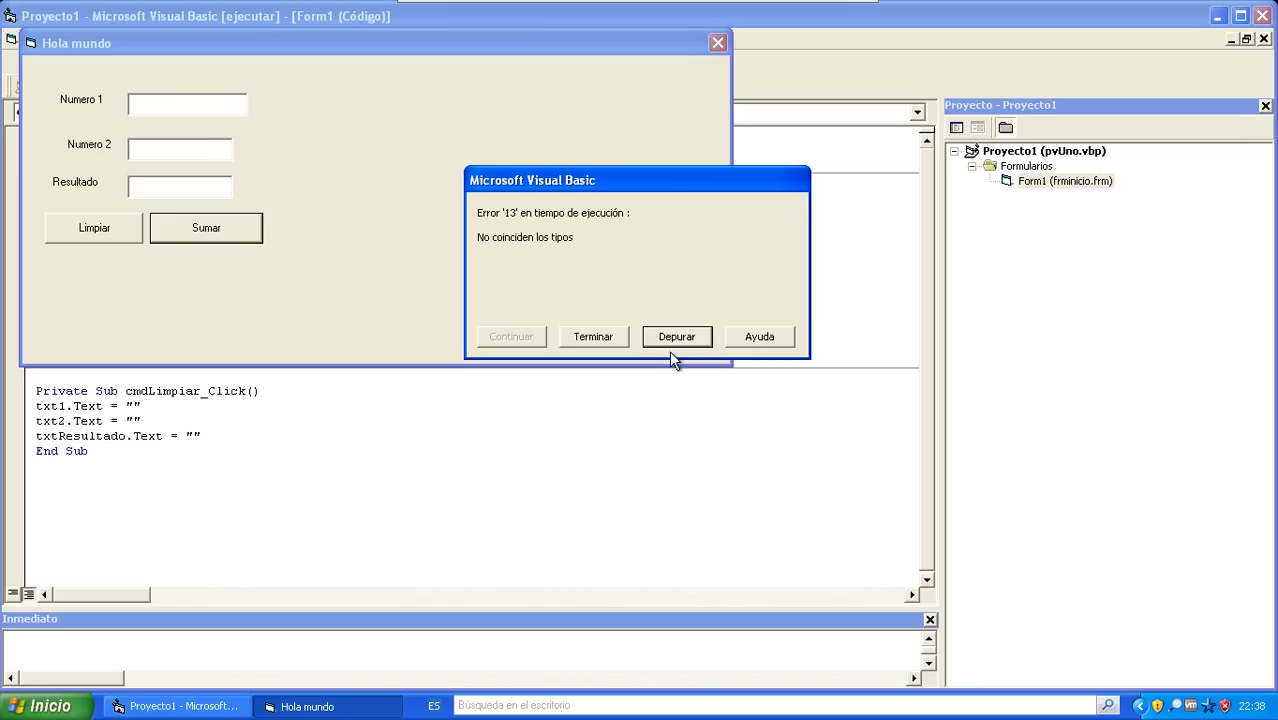 Proyecto1 - Microsoft Visual Basic [ejecutar] - [Form1 (Código)]
Hola mundo
Numero 1
Numero 2
Resultado
Limpiar
Sumar
Microsoft Visual Basic
Error '13' en tiempo de ejecución :
No coinciden los tipos
Continuar
Terminar
Depurar
Ayuda
Proyecto - Proyecto1
Proyecto1 (pvUno.vbp)
Formularios
Form1 (frminicio.frm)
Private Sub cmdLimpiar_Click()
txt1.Text = ""
txt2.Text = ""
txtResultado.Text = ""
End Sub
Inmediato
Inicio
Proyecto1 - Microsoft...
Hola mundo
ES
Búsqueda en el escritorio
22:38